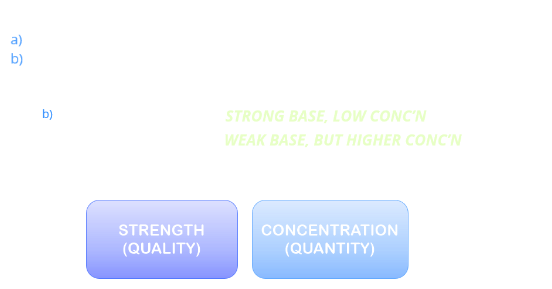 a)
b)
b)
STRONG BASE, LOW CONC'N
WEAK BASE, BUT HIGHER CONC'N
STRENGTH
(QUALITY)
CONCENTRATION
(QUANTITY)